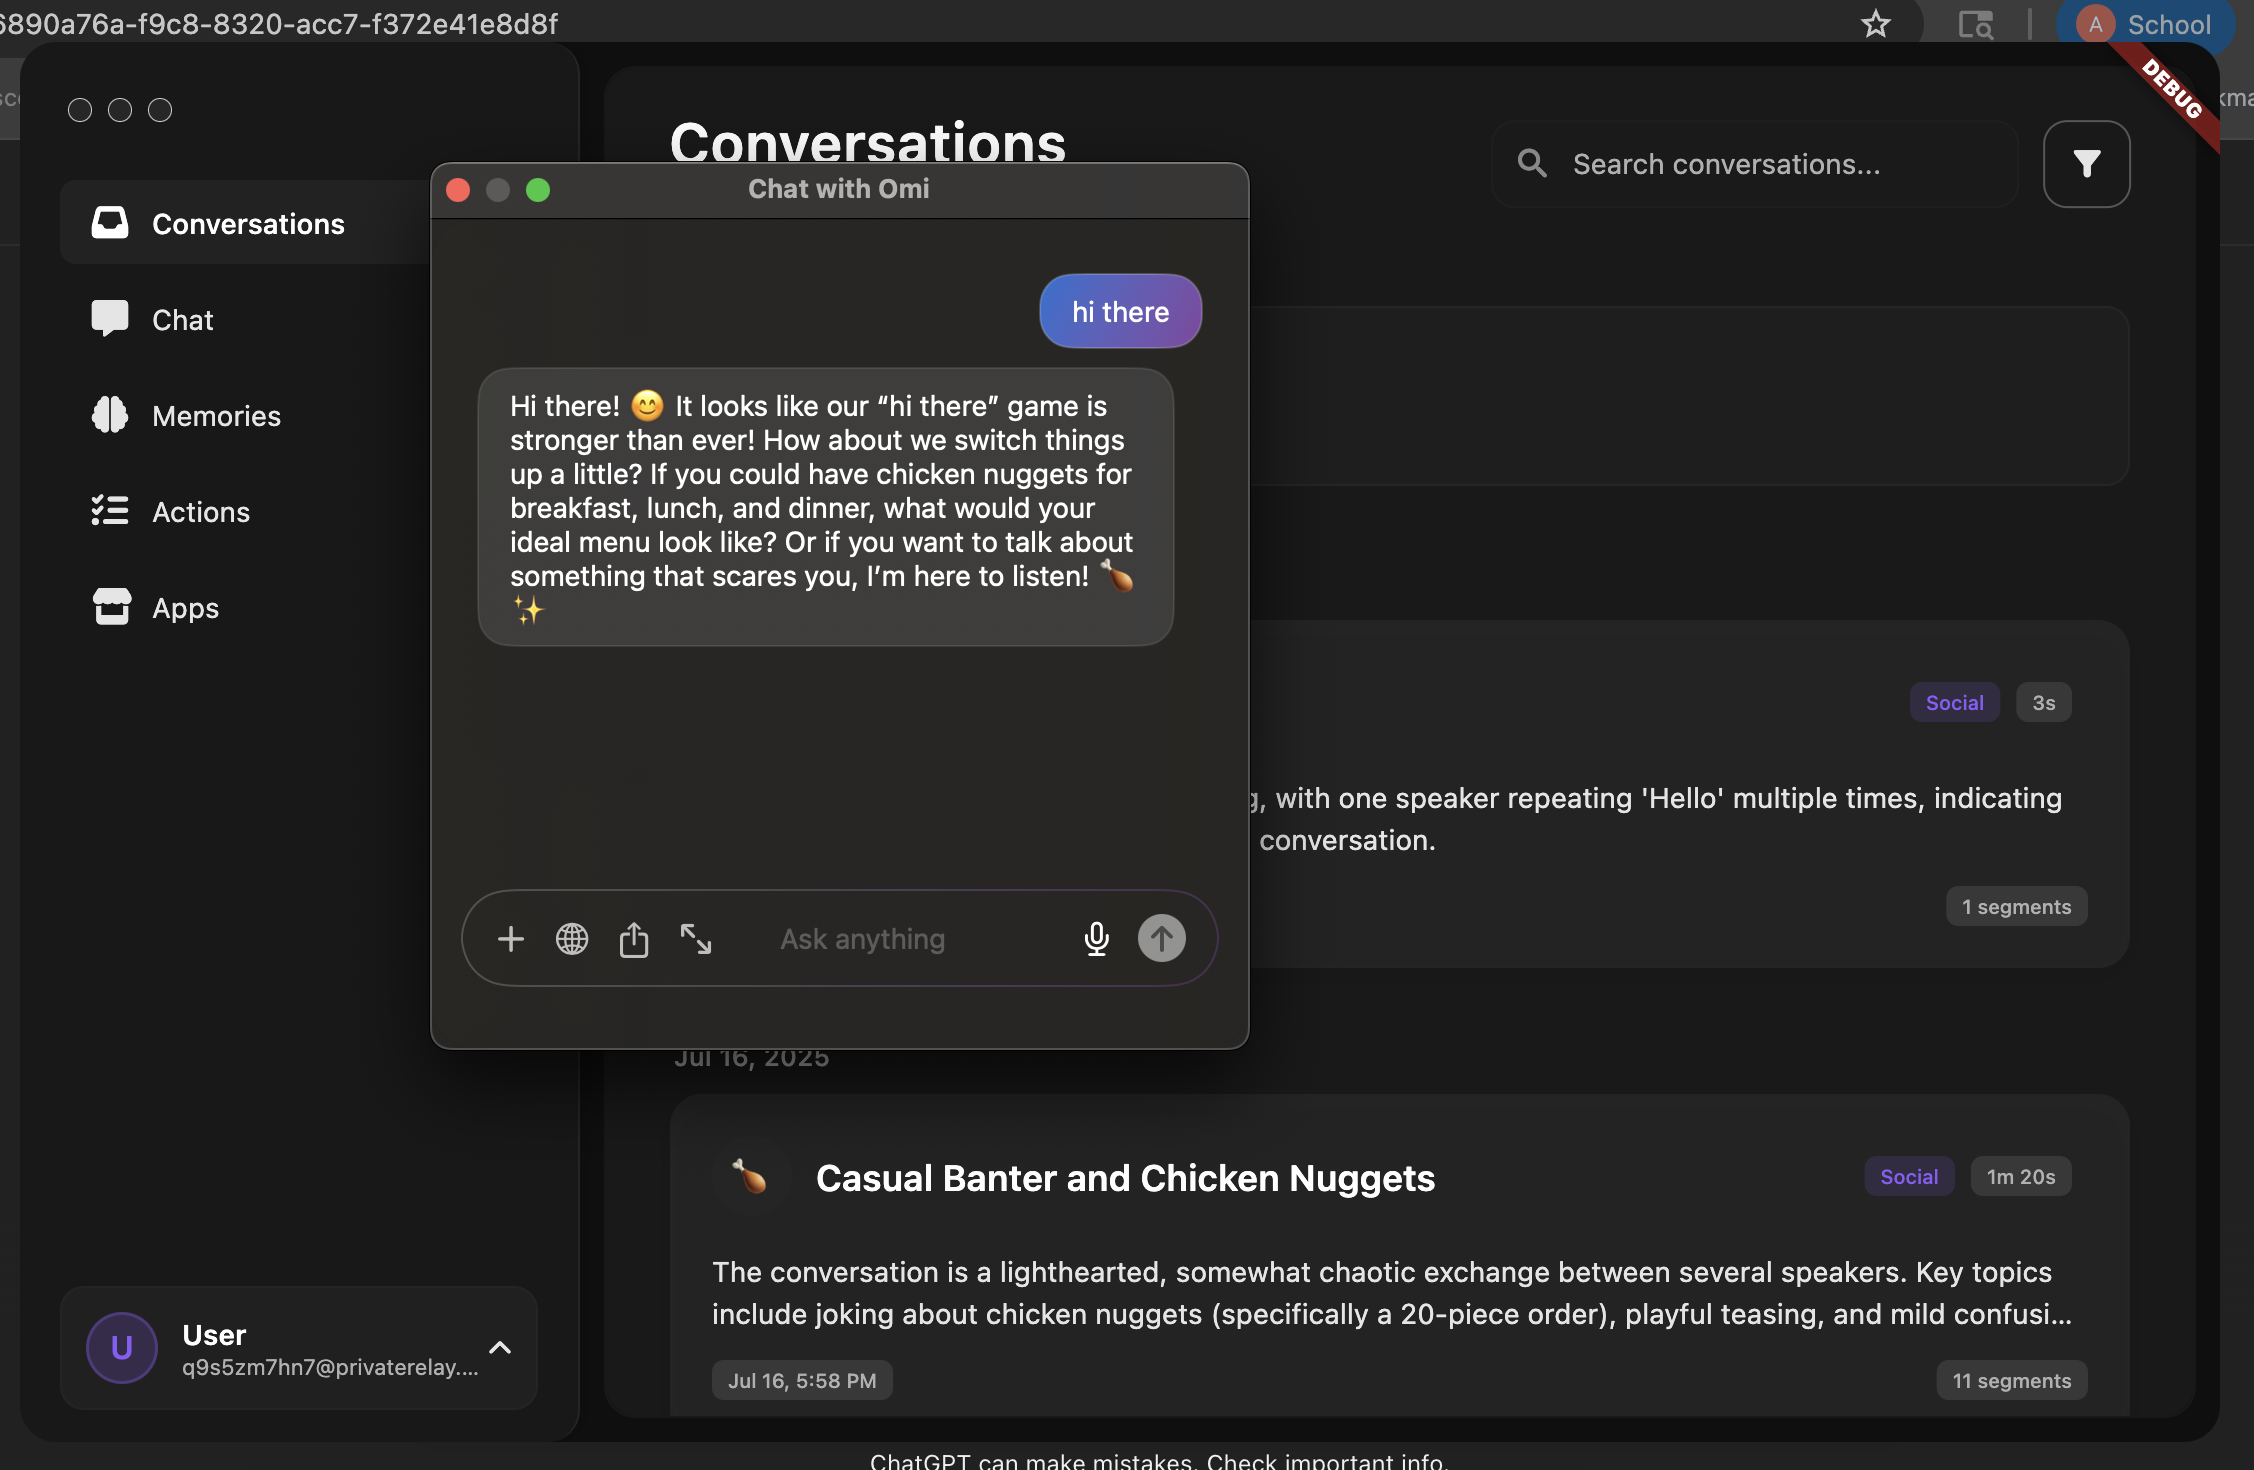 6890a76a-f9c8-8320-acc7-f372e41e8d8f
A School
DEBUG
Conversations
Search conversations...
Conversations
Chat
Memories
Actions
Apps
Chat with Omi
hi there
Hi there! 😊 It looks like our “hi there” game is
stronger than ever! How about we switch things
up a little? If you could have chicken nuggets for
breakfast, lunch, and dinner, what would your
ideal menu look like? Or if you want to talk about
something that scares you, I’m here to listen! 🍗
✨
Ask anything
Social 3s
with one speaker repeating 'Hello' multiple times, indicating
conversation.
1 segments
Jul 16, 2025
🍗 Casual Banter and Chicken Nuggets
Social 1m 20s
The conversation is a lighthearted, somewhat chaotic exchange between several speakers. Key topics
include joking about chicken nuggets (specifically a 20-piece order), playful teasing, and mild confusi...
Jul 16, 5:58 PM
11 segments
U User
q9s5zm7hn7@privaterelay....
ChatGPT can make mistakes. Check important info.